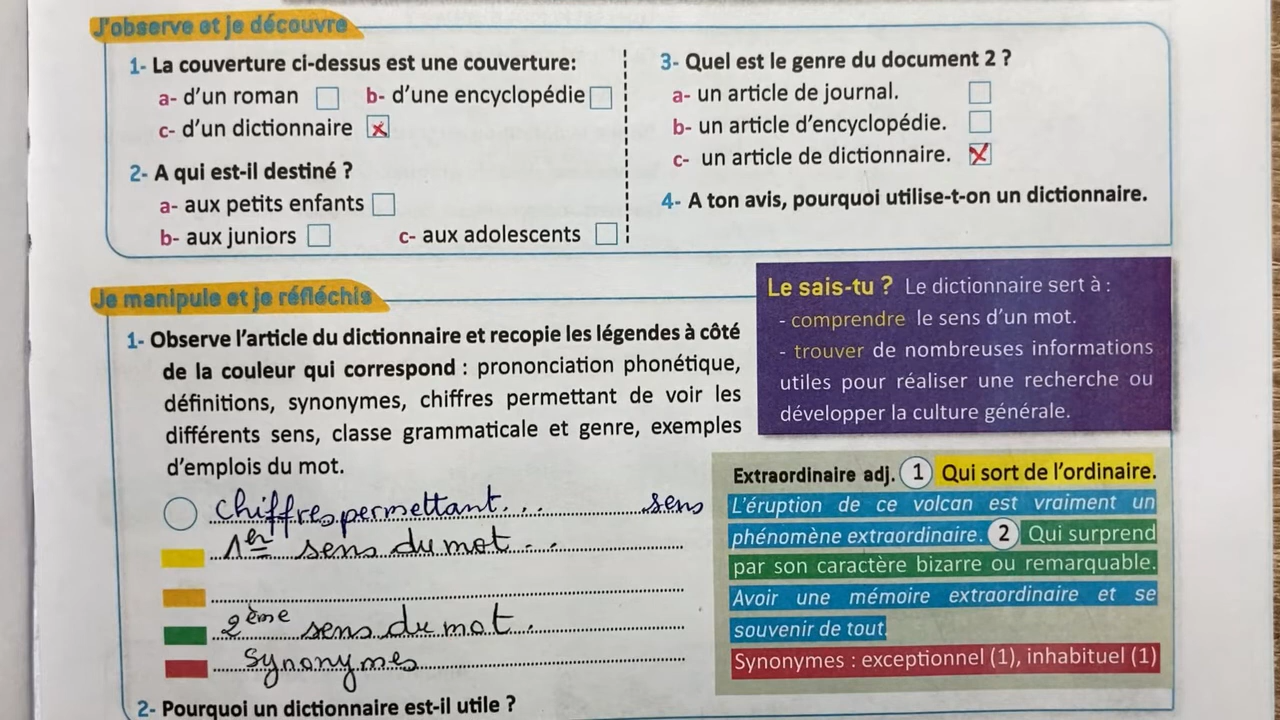 J'observe et je découvre
1- La couverture ci-dessus est une couverture:
a- d'un roman b- d'une encyclopédie
c- d'un dictionnaire x
2- A qui est-il destiné ?
a- aux petits enfants
b- aux juniors c- aux adolescents
3- Quel est le genre du document 2 ?
a- un article de journal.
b- un article d'encyclopédie.
c- un article de dictionnaire. x
4- A ton avis, pourquoi utilise-t-on un dictionnaire.
Je manipule et je réfléchis
1- Observe l'article du dictionnaire et recopie les légendes à côté
de la couleur qui correspond : prononciation phonétique,
définitions, synonymes, chiffres permettant de voir les
différents sens, classe grammaticale et genre, exemples
d'emplois du mot.
chiffres permettant... sens
1er sens du mot...
2ème sens du mot.
Synonymes
2- Pourquoi un dictionnaire est-il utile ?
Le sais-tu ? Le dictionnaire sert à :
- comprendre le sens d'un mot.
- trouver de nombreuses informations
utiles pour réaliser une recherche ou
développer la culture générale.
Extraordinaire adj. 1 Qui sort de l'ordinaire.
L'éruption de ce volcan est vraiment un
phénomène extraordinaire. 2 Qui surprend
par son caractère bizarre ou remarquable.
Avoir une mémoire extraordinaire et se
souvenir de tout.
Synonymes : exceptionnel (1), inhabituel (1)